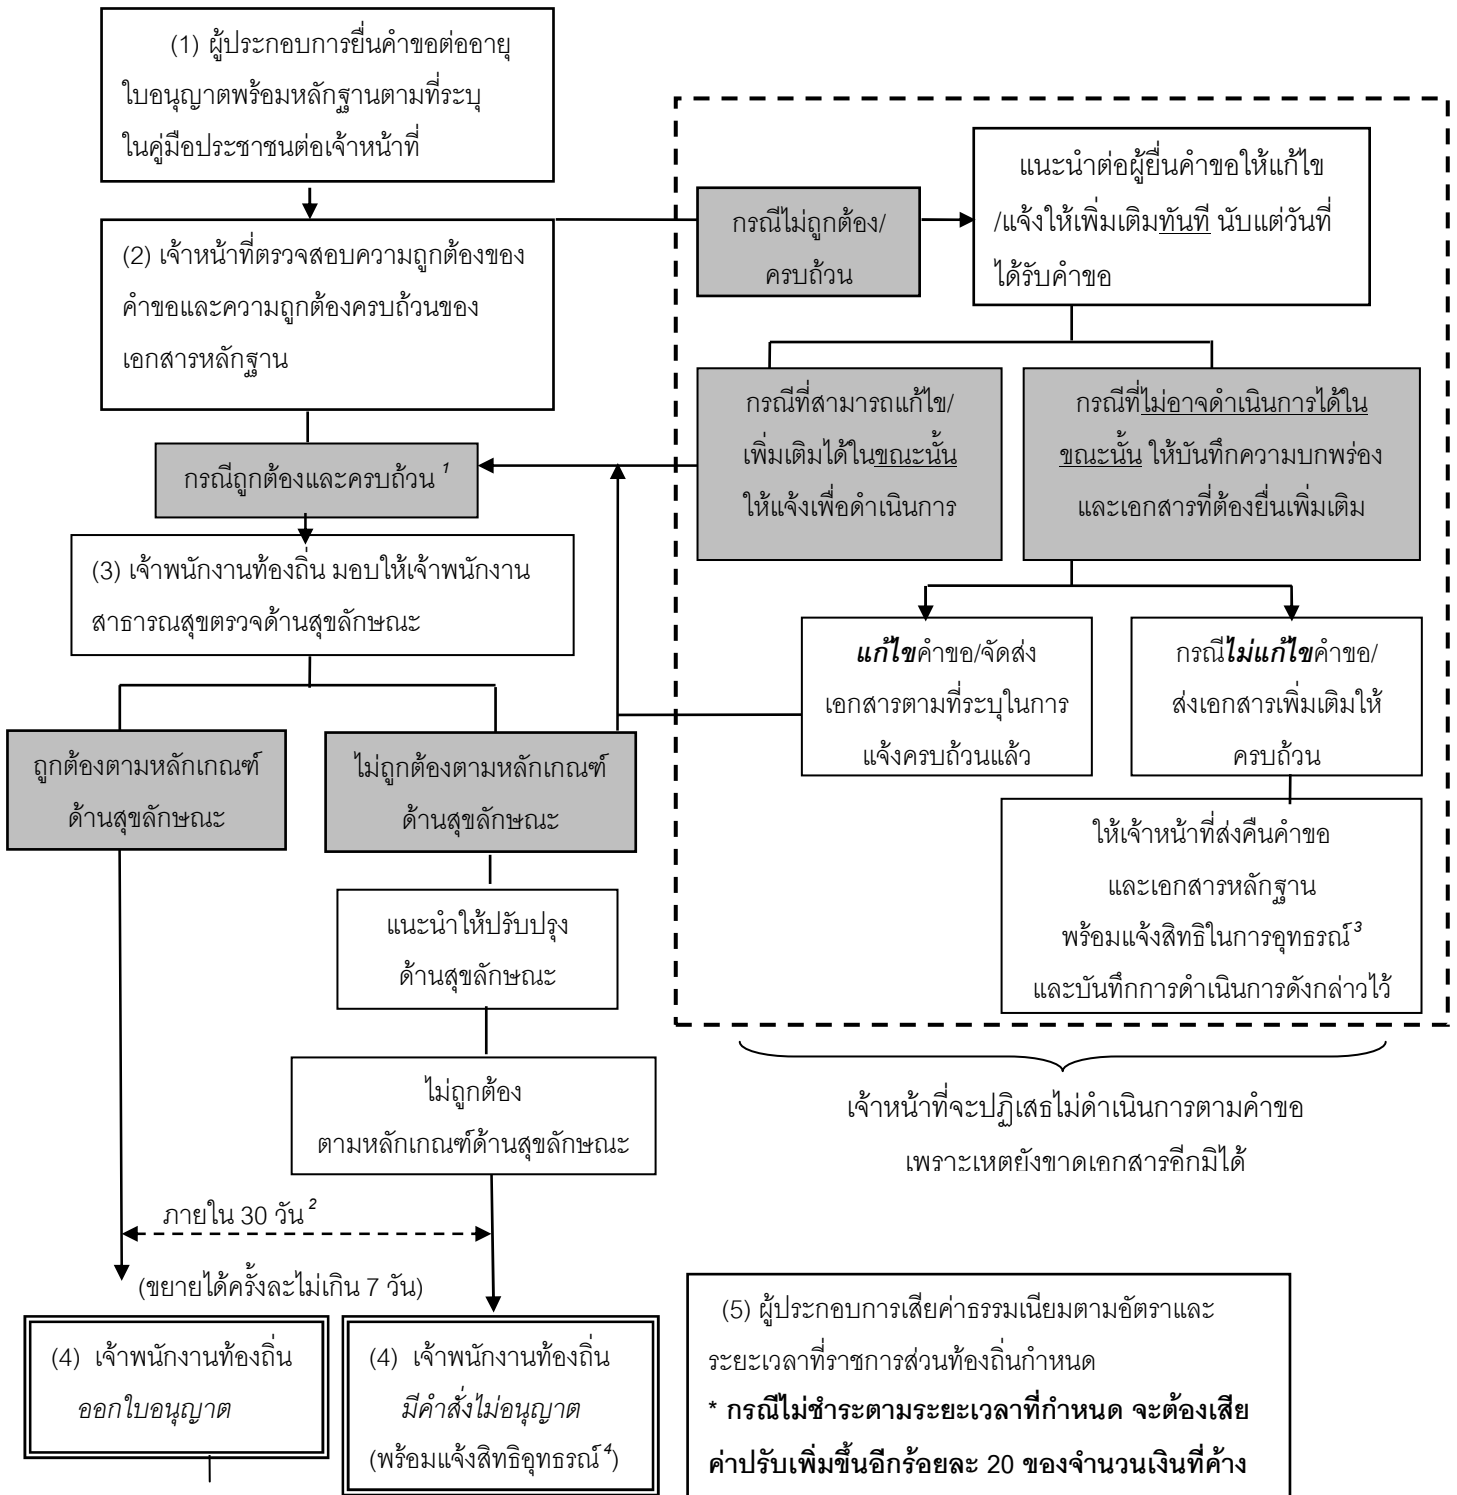 (1) ผู้ประกอบการยื่นคำขอต่ออายุ
ใบอนุญาตพร้อมหลักฐานตามที่ระบุ
ในคู่มือประชาชนต่อเจ้าหน้าที่
(2) เจ้าหน้าที่ตรวจสอบความถูกต้องของ
คำขอและความถูกต้องครบถ้วนของ
เอกสารหลักฐาน
กรณีไม่ถูกต้อง/
ครบถ้วน
แนะนำต่อผู้ยื่นคำขอให้แก้ไข
/แจ้งให้เพิ่มเติมทันที นับแต่วันที่
ได้รับคำขอ
กรณีที่สามารถแก้ไข/
เพิ่มเติมได้ในขณะนั้น
ให้แจ้งเพื่อดำเนินการ
กรณีที่ไม่อาจดำเนินการได้ใน
ขณะนั้น ให้บันทึกความบกพร่อง
และเอกสารที่ต้องยื่นเพิ่มเติม
กรณีถูกต้องและครบถ้วน 1
(3) เจ้าพนักงานท้องถิ่น มอบให้เจ้าพนักงาน
สาธารณสุขตรวจด้านสุขลักษณะ
แก้ไขคำขอ/จัดส่ง
เอกสารตามที่ระบุในการ
แจ้งครบถ้วนแล้ว
กรณีไม่แก้ไขคำขอ/
ส่งเอกสารเพิ่มเติมให้
ครบถ้วน
ให้เจ้าหน้าที่ส่งคืนคำขอ
และเอกสารหลักฐาน
พร้อมแจ้งสิทธิในการอุทธรณ์ 3
และบันทึกการดำเนินการดังกล่าวไว้
ถูกต้องตามหลักเกณฑ์
ด้านสุขลักษณะ
ไม่ถูกต้องตามหลักเกณฑ์
ด้านสุขลักษณะ
แนะนำให้ปรับปรุง
ด้านสุขลักษณะ
ไม่ถูกต้อง
ตามหลักเกณฑ์ด้านสุขลักษณะ
เจ้าหน้าที่จะปฏิเสธไม่ดำเนินการตามคำขอ
เพราะเหตุยังขาดเอกสารอีกมิได้
ภายใน 30 วัน 2
(ขยายได้ครั้งละไม่เกิน 7 วัน)
(4) เจ้าพนักงานท้องถิ่น
ออกใบอนุญาต
(4) เจ้าพนักงานท้องถิ่น
มีคำสั่งไม่อนุญาต
(พร้อมแจ้งสิทธิอุทธรณ์ 4)
(5) ผู้ประกอบการเสียค่าธรรมเนียมตามอัตราและ
ระยะเวลาที่ราชการส่วนท้องถิ่นกำหนด
* กรณีไม่ชำระตามระยะเวลาที่กำหนด จะต้องเสีย
ค่าปรับเพิ่มขึ้นอีกร้อยละ 20 ของจำนวนเงินที่ค้าง